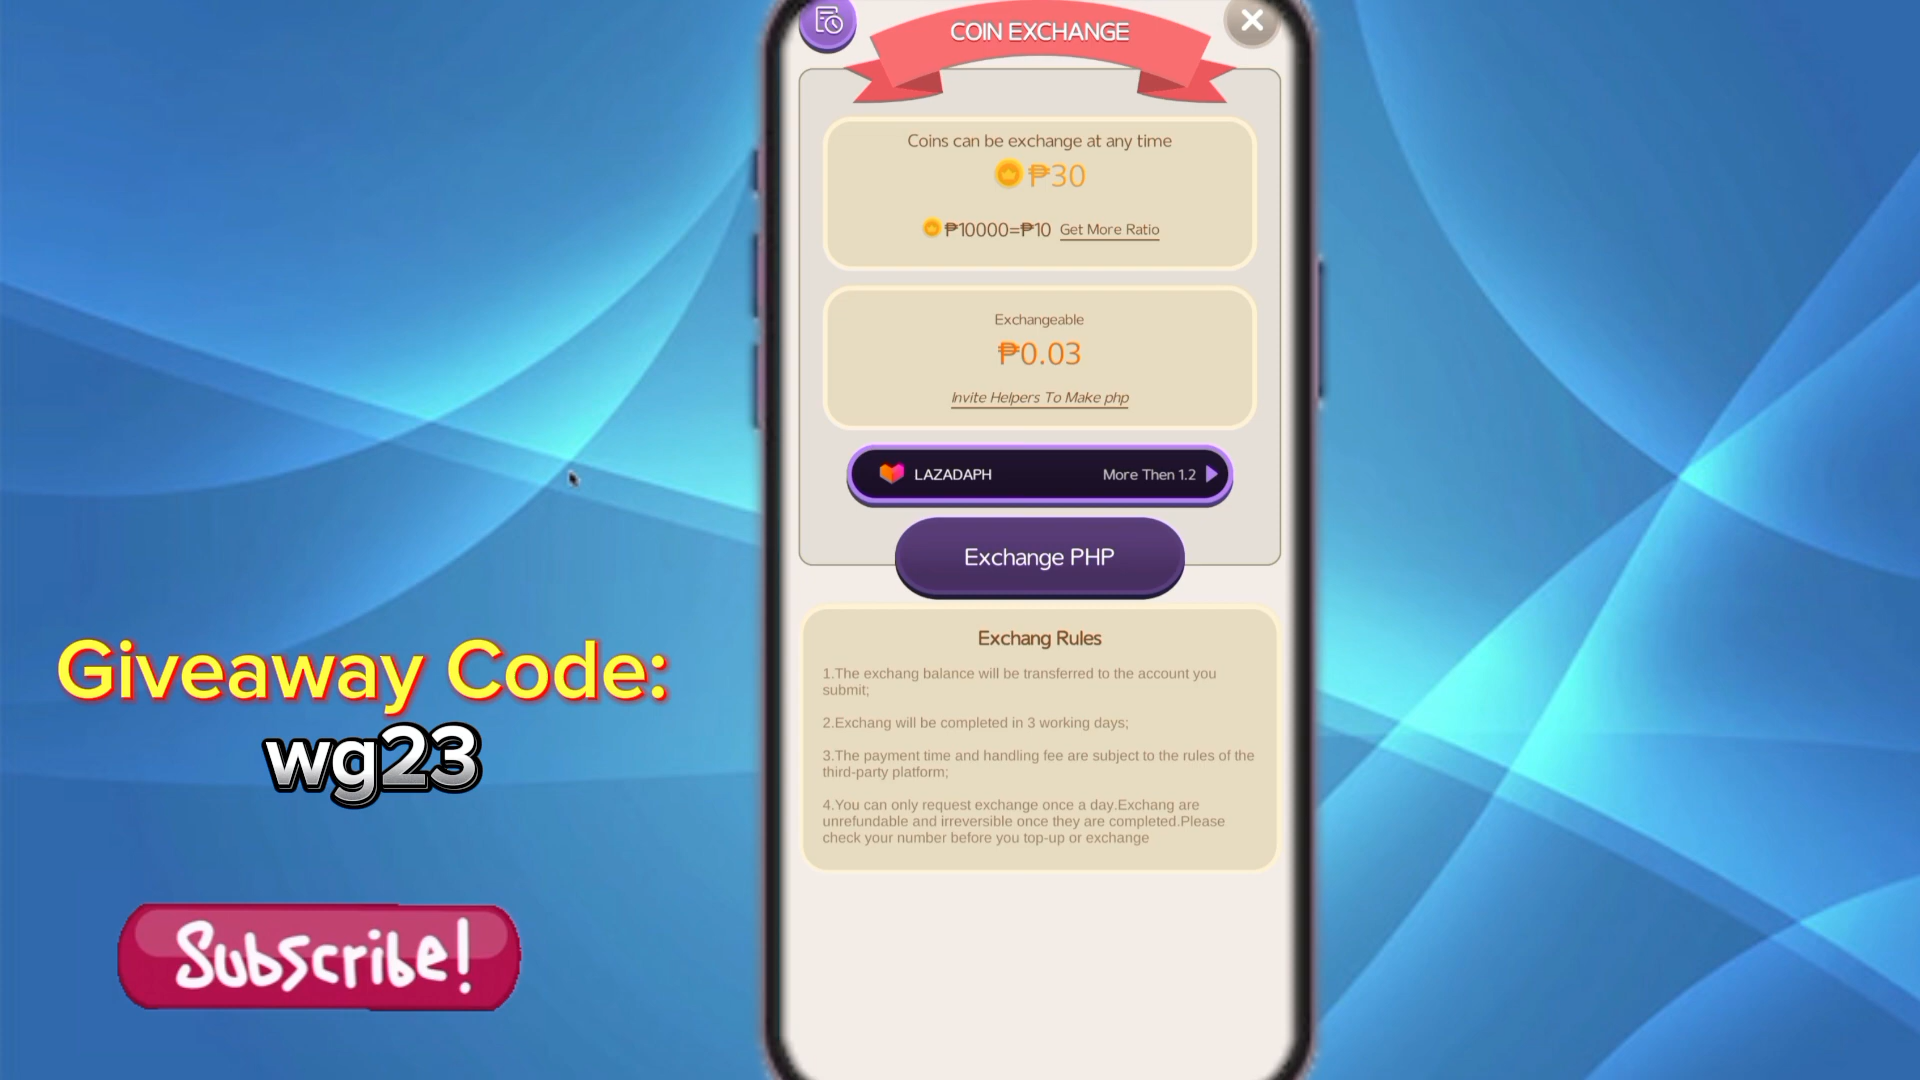 COIN EXCHANGE
Coins can be exchange at any time
₱30
₱10000=₱10 Get More Ratio
Exchangeable
₱0.03
Invite Helpers To Make php
LAZADAPH More Then 1.2
Exchange PHP
Exchang Rules
1.The exchang balance will be transferred to the account you
submit;
2.Exchang will be completed in 3 working days;
3.The payment time and handling fee are subject to the rules of the
third-party platform;
4.You can only request exchange once a day.Exchang are
unrefundable and irreversible once they are completed.Please
check your number before you top-up or exchange
Giveaway Code:
wg23
Subscribe!